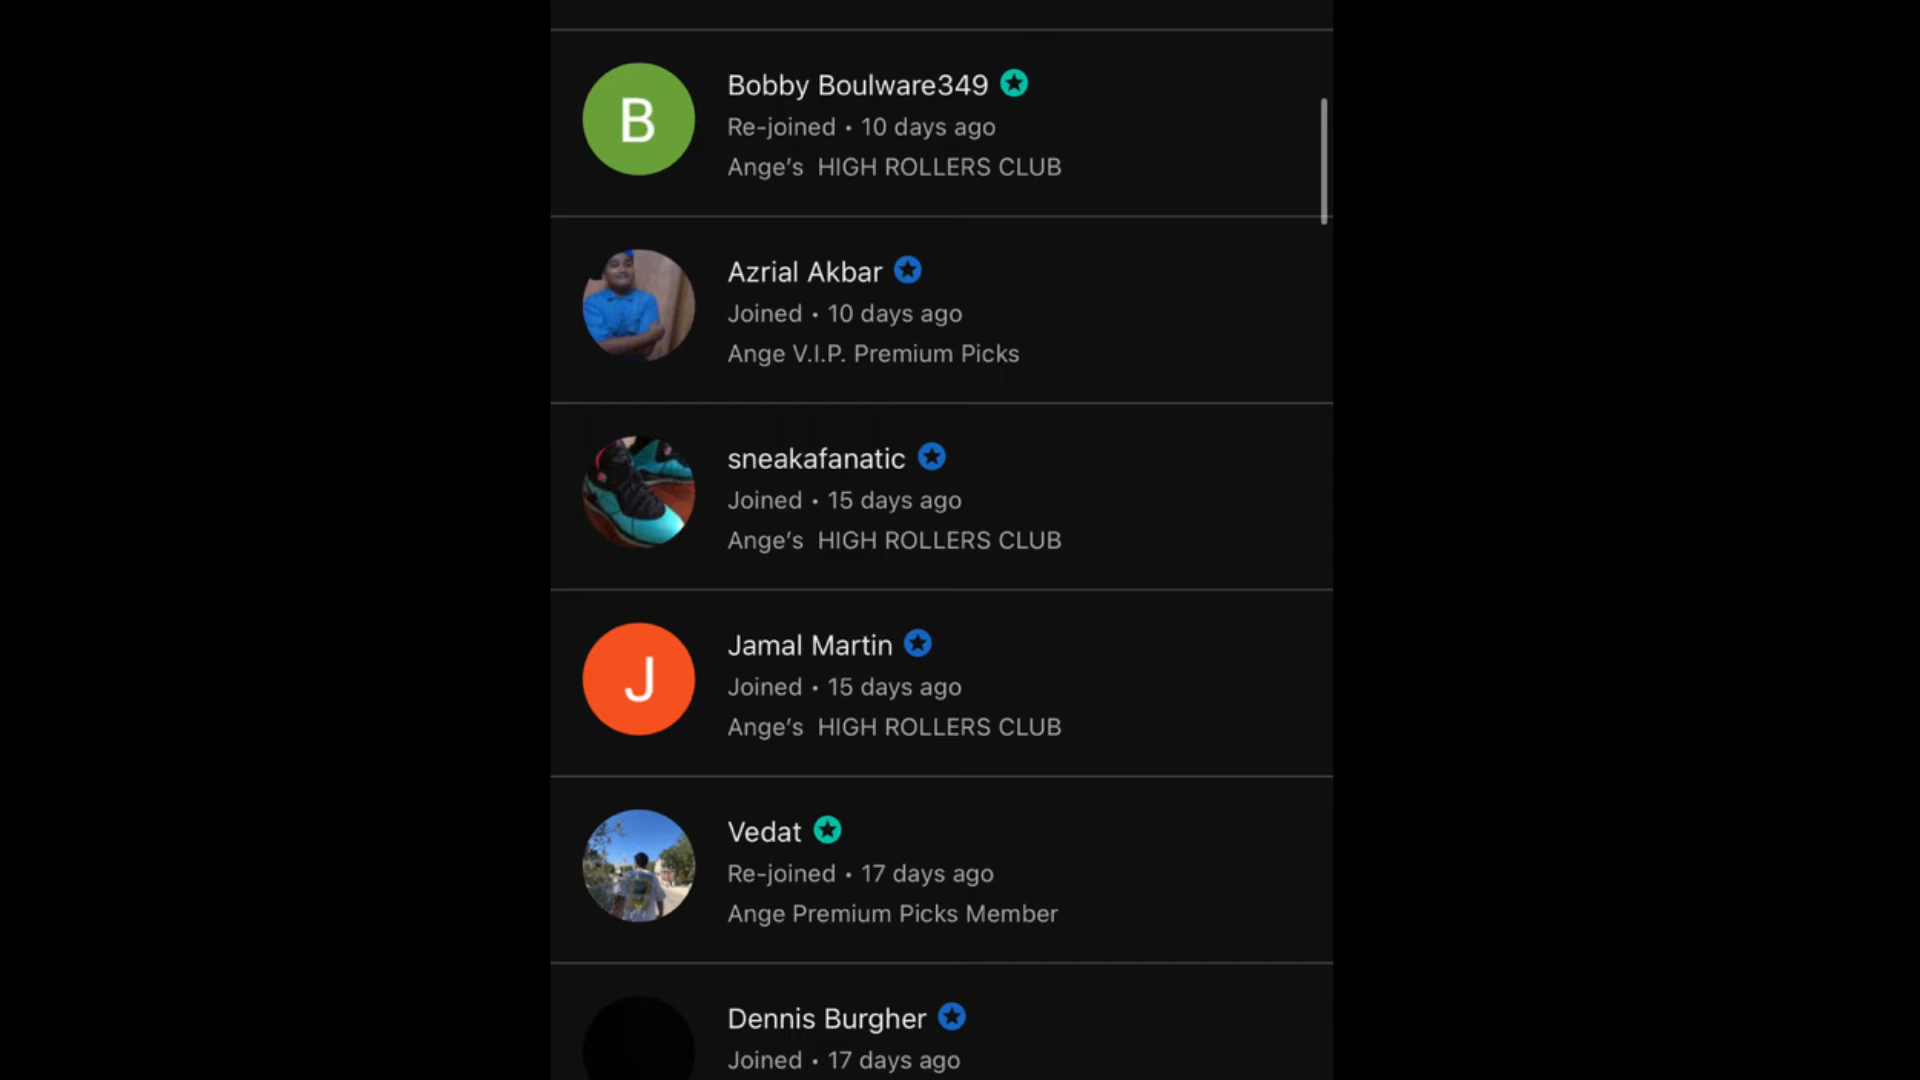 B
Bobby Boulware349
Re-joined • 10 days ago
Ange's  HIGH ROLLERS CLUB
Azrial Akbar
Joined • 10 days ago
Ange V.I.P. Premium Picks
sneakafanatic
Joined • 15 days ago
Ange's  HIGH ROLLERS CLUB
J
Jamal Martin
Joined • 15 days ago
Ange's  HIGH ROLLERS CLUB
Vedat
Re-joined • 17 days ago
Ange Premium Picks Member
Dennis Burgher
Joined • 17 days ago